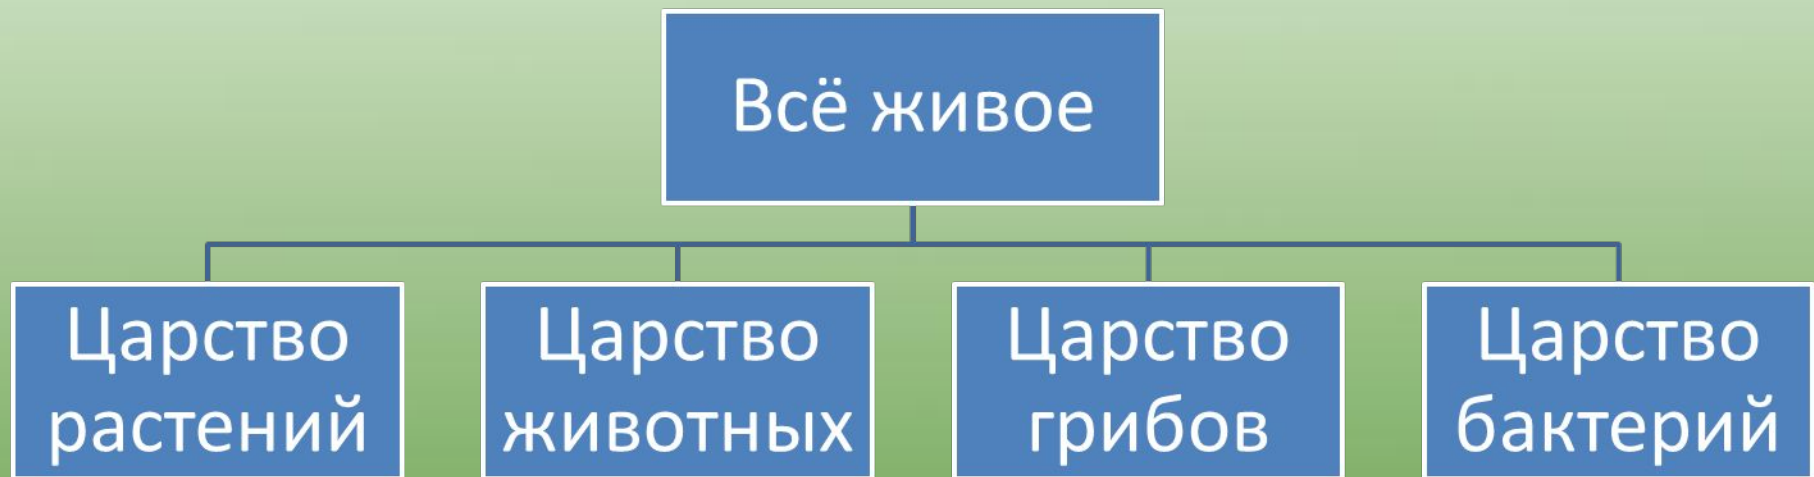 Всё живое
Царство
растений
Царство
животных
Царство
грибов
Царство
бактерий